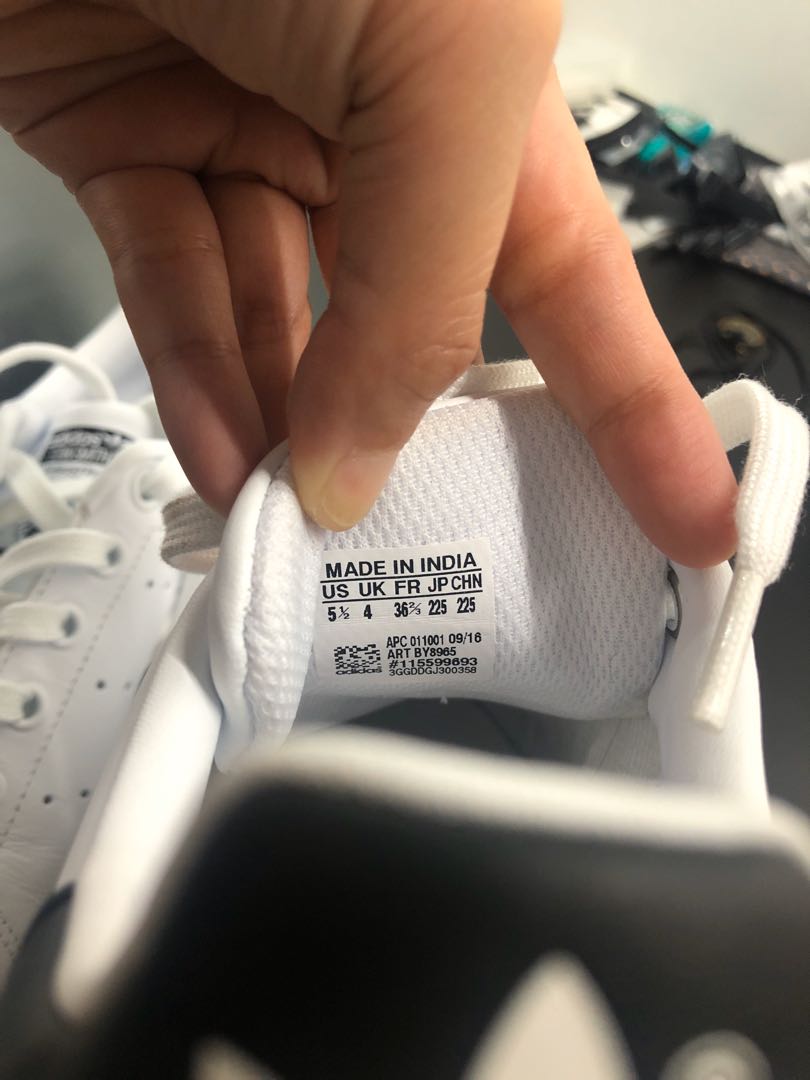 MADE IN INDIA
US UK FR JP CHN
5½ 4 36⅔ 225 225
APC 011001 09/16
ART BY8965
#115599693
adidas 3GGDDGJ300358